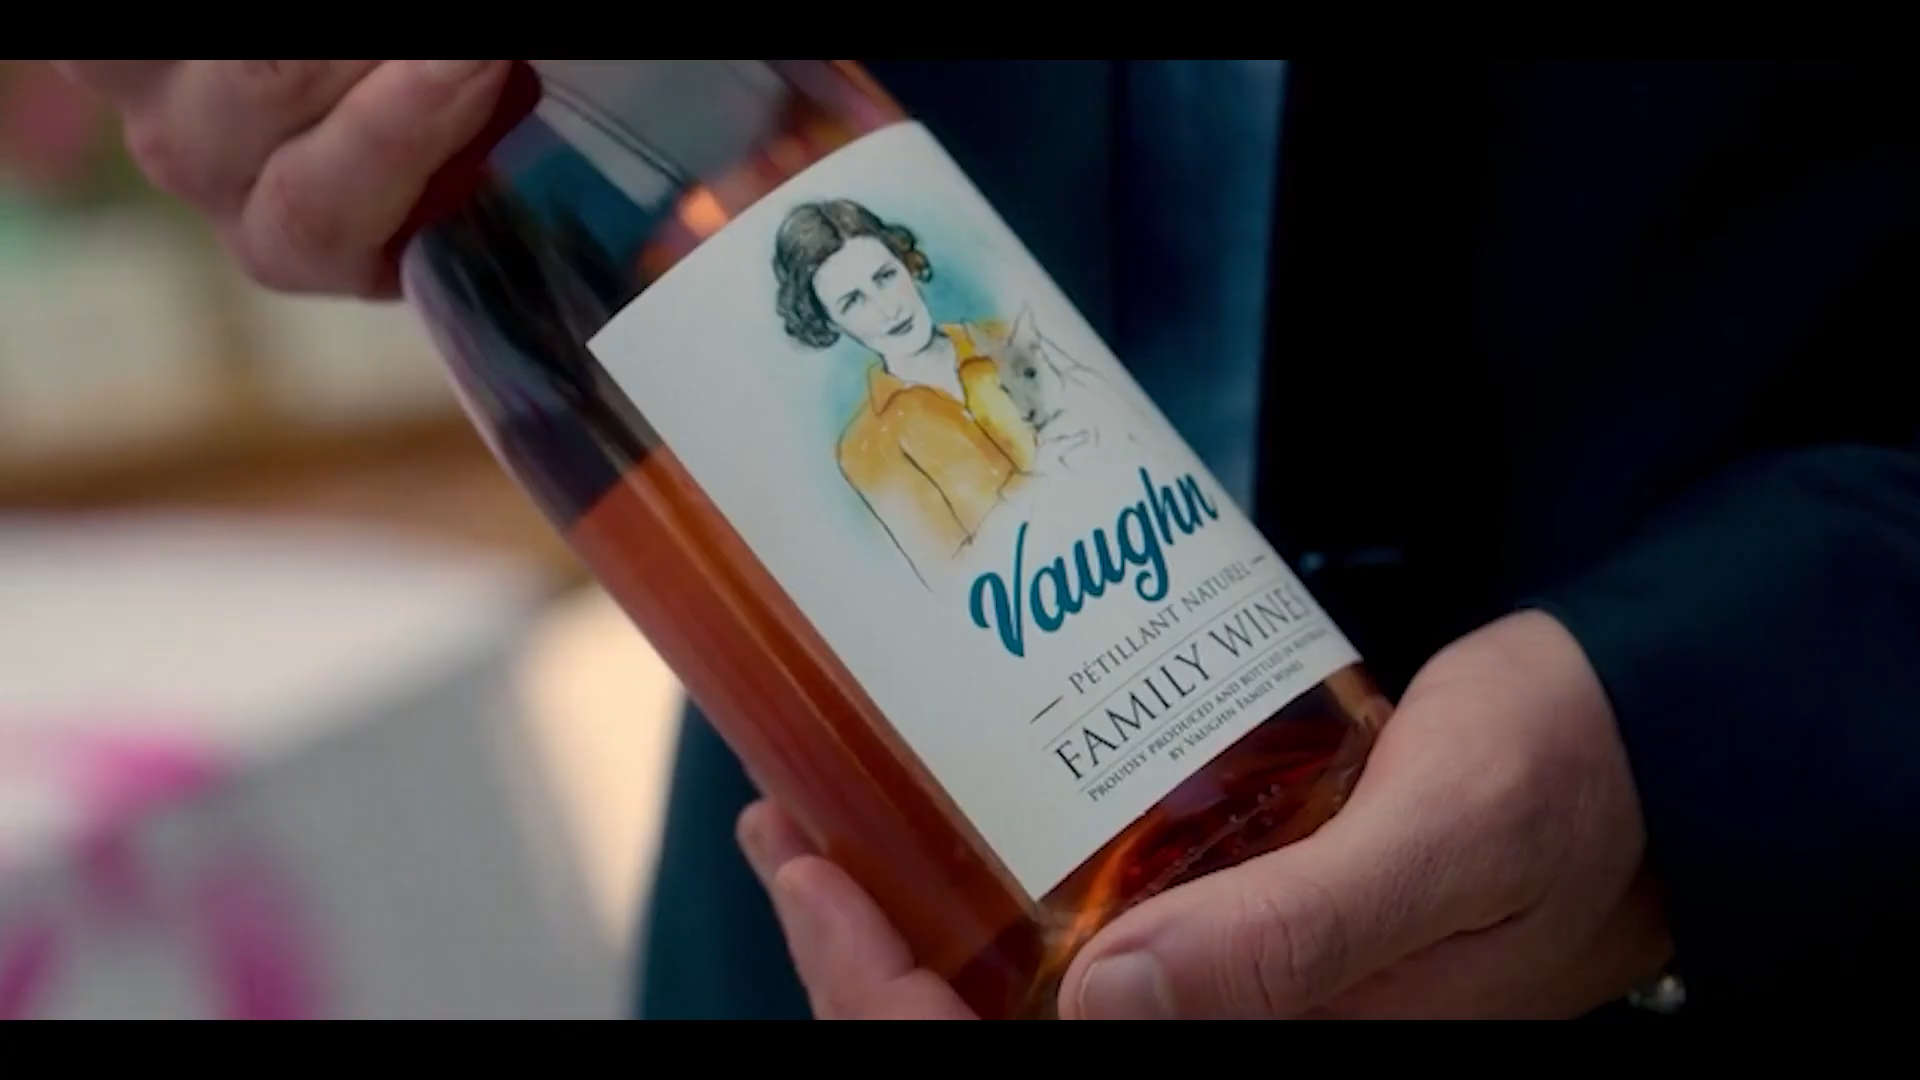 Vaughn
PÉTILLANT NATUREL
FAMILY WINES
PROUDLY PRODUCED AND BOTTLED IN AUSTRALIA
BY VAUGHN FAMILY WINES